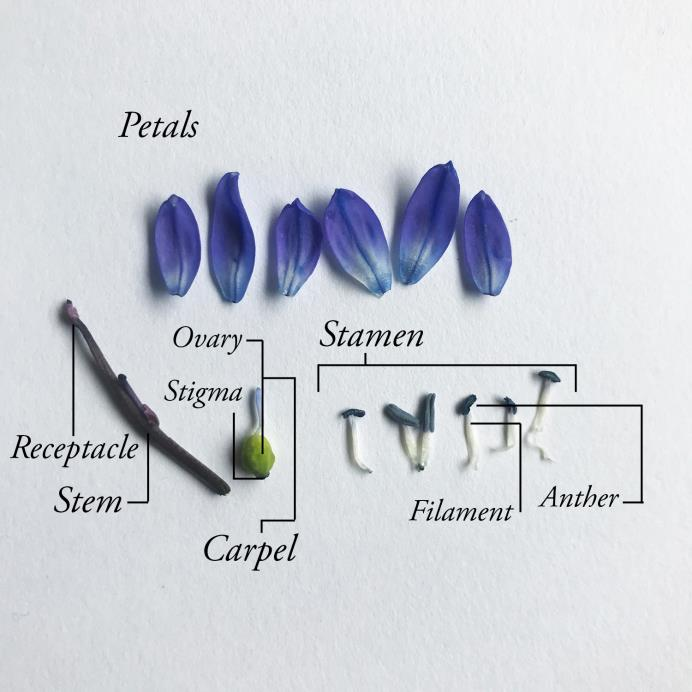 Petals
Ovary
Stamen
Stigma
Receptacle
Stem
Filament
Anther
Carpel